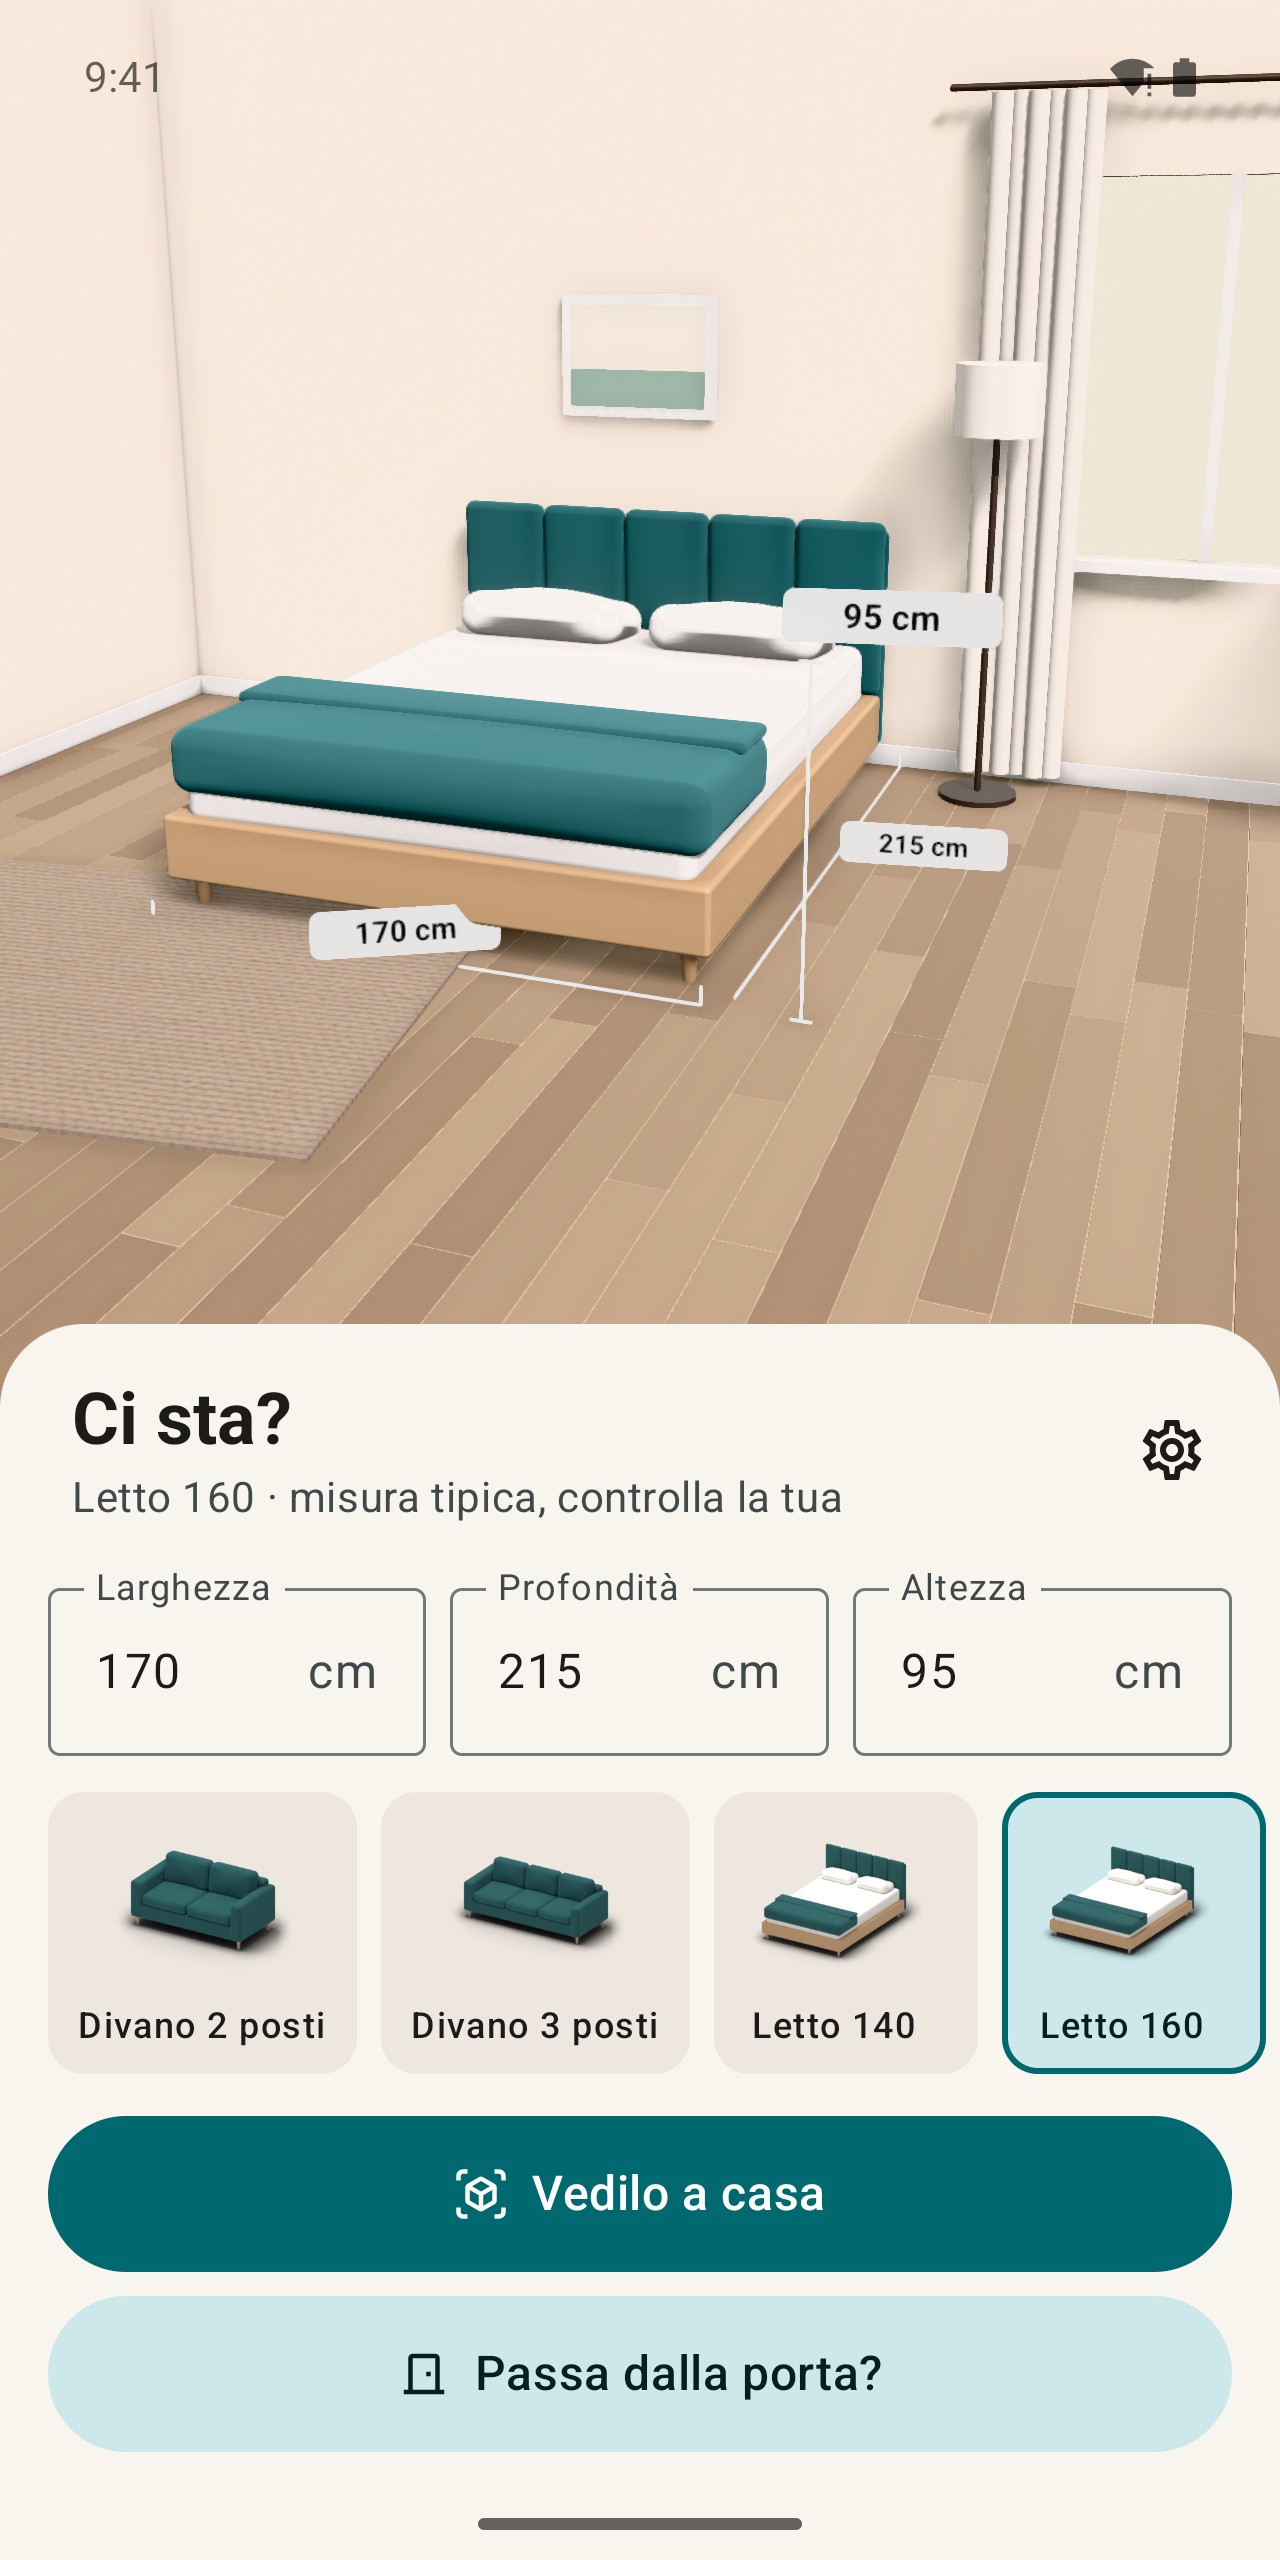 9:41
95 cm
215 cm
170 cm
Ci sta?
Letto 160 · misura tipica, controlla la tua
Larghezza
170 cm
Profondità
215 cm
Altezza
95 cm
Divano 2 posti
Divano 3 posti
Letto 140
Letto 160
Vedilo a casa
Passa dalla porta?